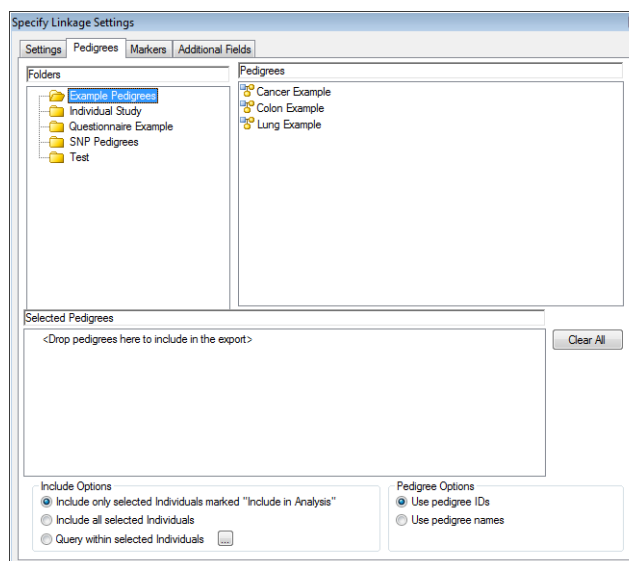 Specify Linkage Settings
Settings Pedigrees Markers Additional Fields
Folders
Example Pedigrees
Individual Study
Questionnaire Example
SNP Pedigrees
Test
Pedigrees
Cancer Example
Colon Example
Lung Example
Selected Pedigrees
<Drop pedigrees here to include in the export>
Clear All
Include Options
Include only selected Individuals marked "Include in Analysis"
Include all selected Individuals
Query within selected Individuals ...
Pedigree Options
Use pedigree IDs
Use pedigree names